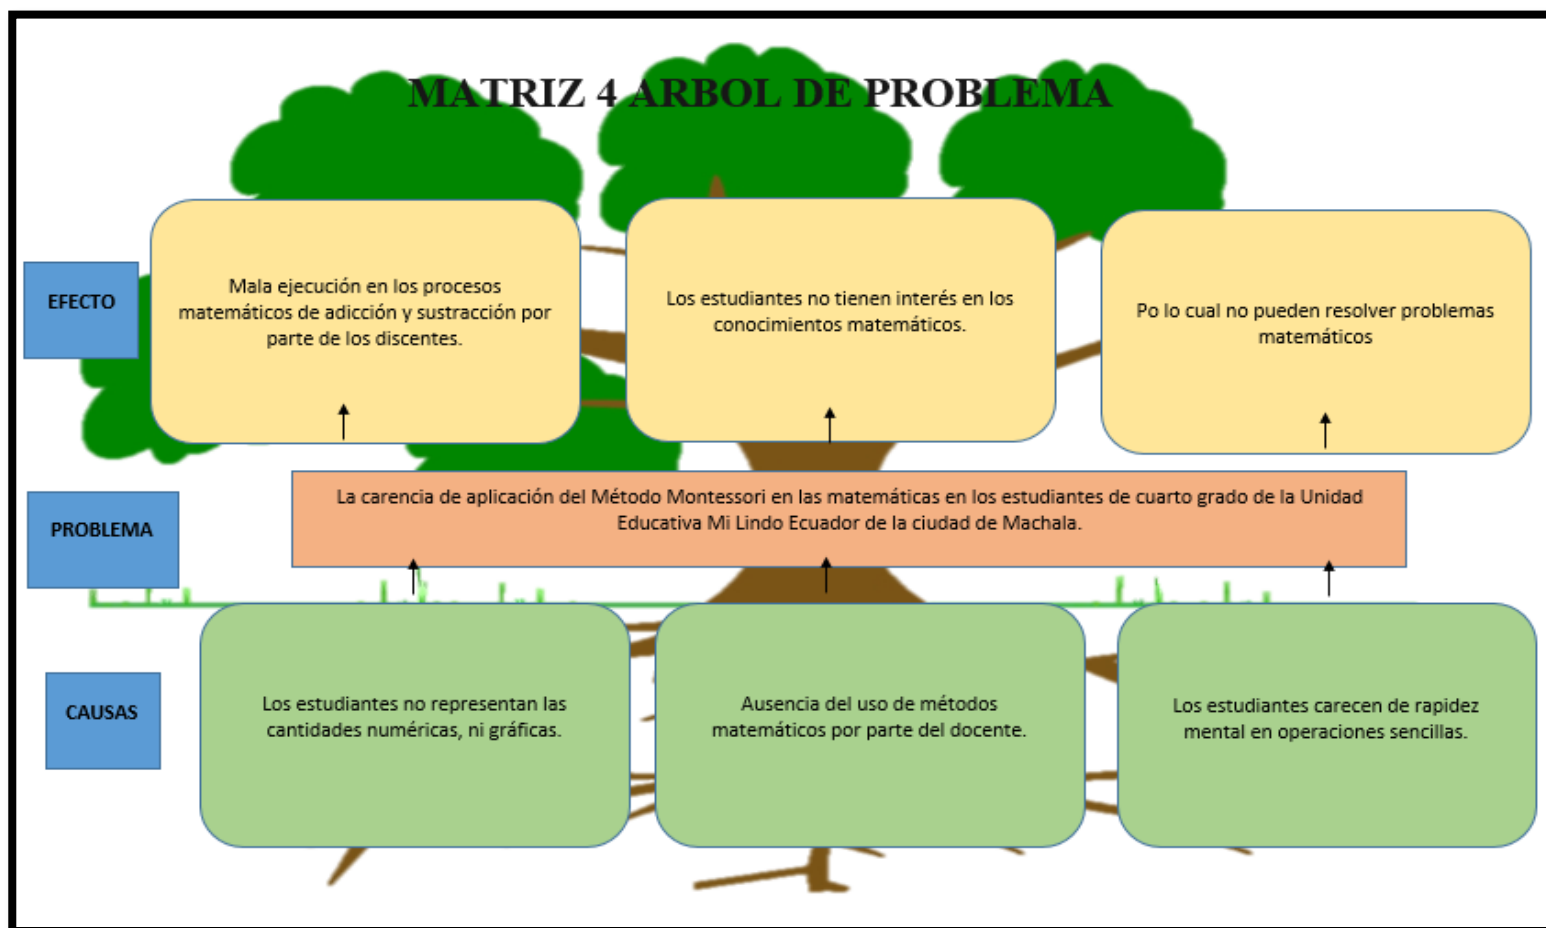 MATRIZ 4 ARBOL DE PROBLEMA
EFECTO
Mala ejecución en los procesos
matemáticos de adicción y sustracción por
parte de los discentes.
Los estudiantes no tienen interés en los
conocimientos matemáticos.
Po lo cual no pueden resolver problemas
matemáticos
PROBLEMA
La carencia de aplicación del Método Montessori en las matemáticas en los estudiantes de cuarto grado de la Unidad
Educativa Mi Lindo Ecuador de la ciudad de Machala.
CAUSAS
Los estudiantes no representan las
cantidades numéricas, ni gráficas.
Ausencia del uso de métodos
matemáticos por parte del docente.
Los estudiantes carecen de rapidez
mental en operaciones sencillas.